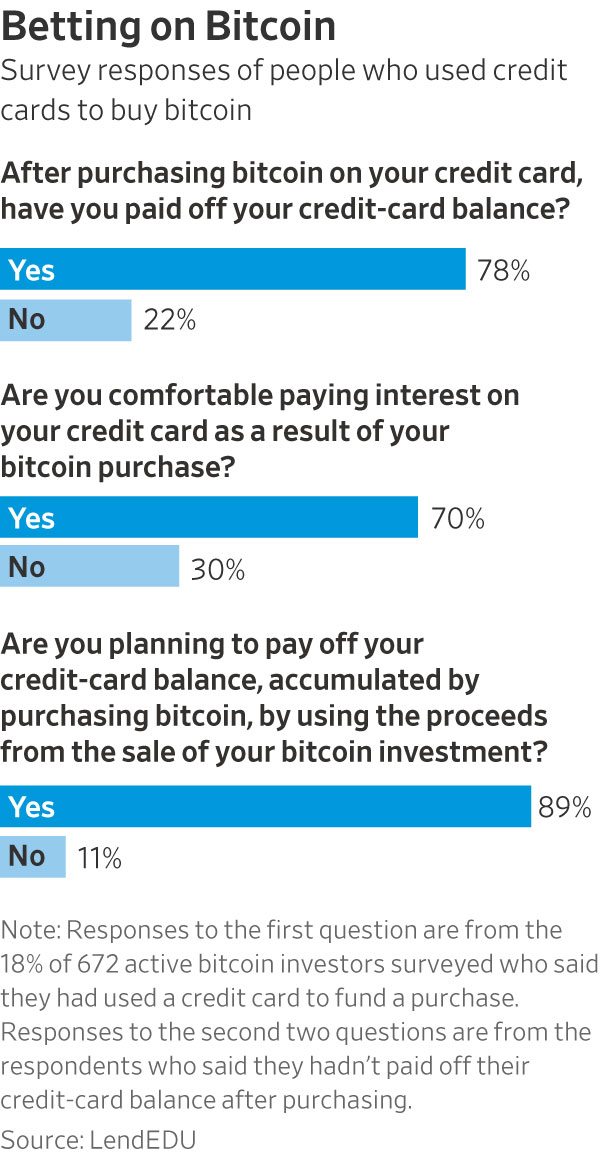 Betting on Bitcoin
Survey responses of people who used credit
cards to buy bitcoin
After purchasing bitcoin on your credit card,
have you paid off your credit-card balance?
Yes 78%
No 22%
Are you comfortable paying interest on
your credit card as a result of your
bitcoin purchase?
Yes 70%
No 30%
Are you planning to pay off your
credit-card balance, accumulated by
purchasing bitcoin, by using the proceeds
from the sale of your bitcoin investment?
Yes 89%
No 11%
Note: Responses to the first question are from the
18% of 672 active bitcoin investors surveyed who said
they had used a credit card to fund a purchase.
Responses to the second two questions are from the
respondents who said they hadn’t paid off their
credit-card balance after purchasing.
Source: LendEDU